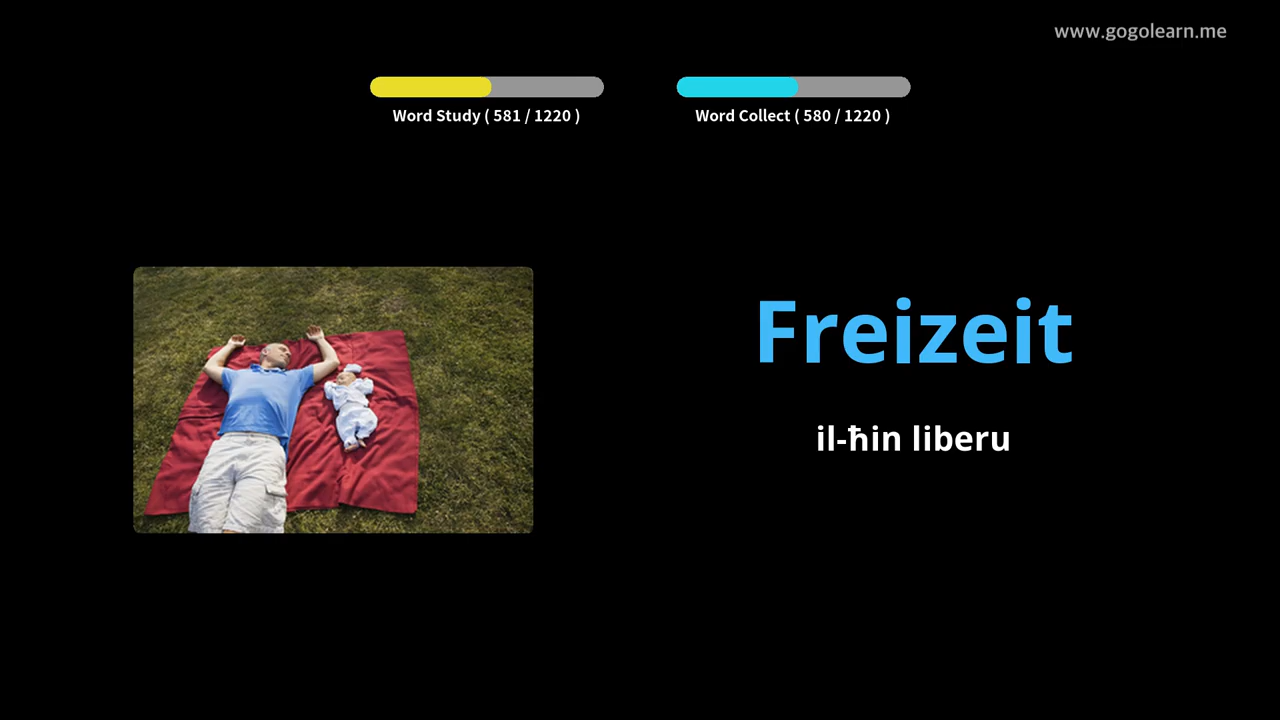 www.gogolearn.me
Word Study ( 581 / 1220 )
Word Collect ( 580 / 1220 )
Freizeit
il-ħin liberu